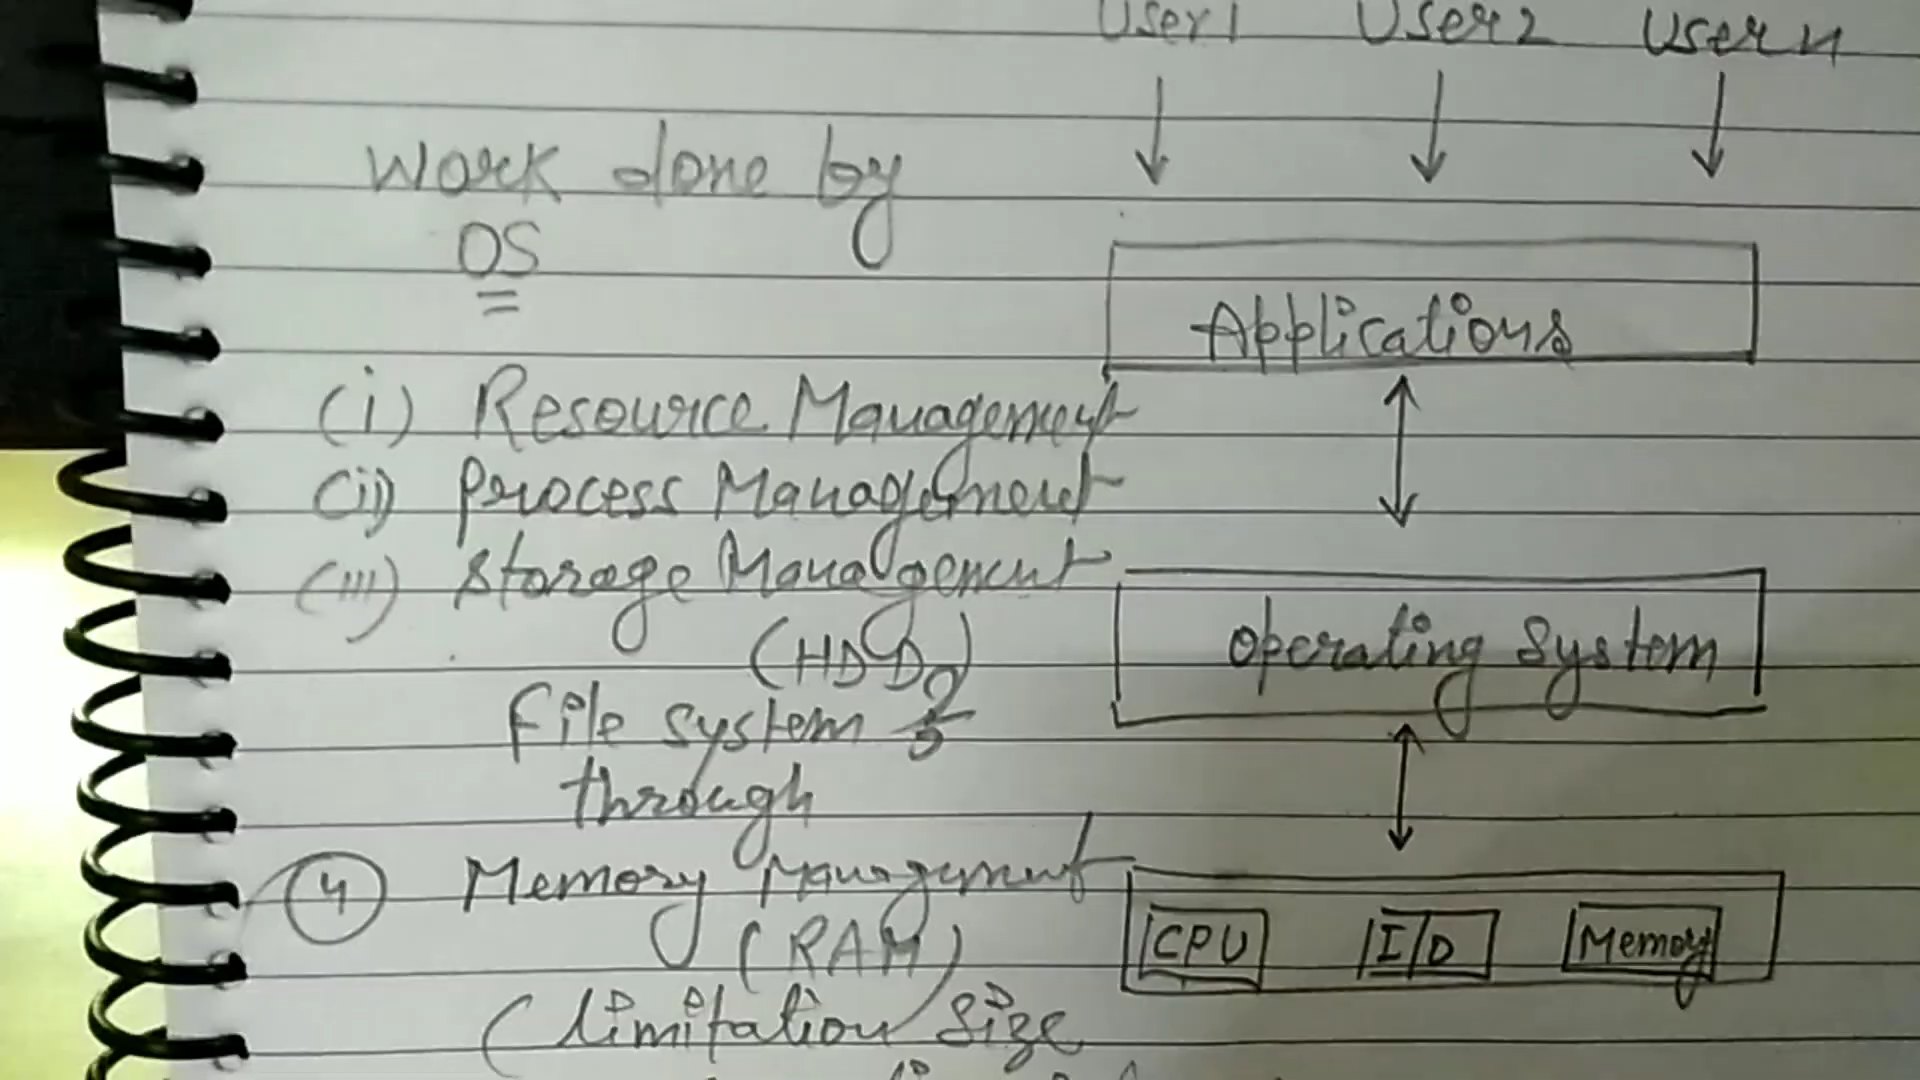 User 1 User 2 User n
Work done by
OS
Applications
(i) Resource Management
(ii) Process Management
(iii) Storage Management
(HDD)
Operating System
File system
through
4 Memory Management
(RAM)
CPU I/O Memory
(limitation size